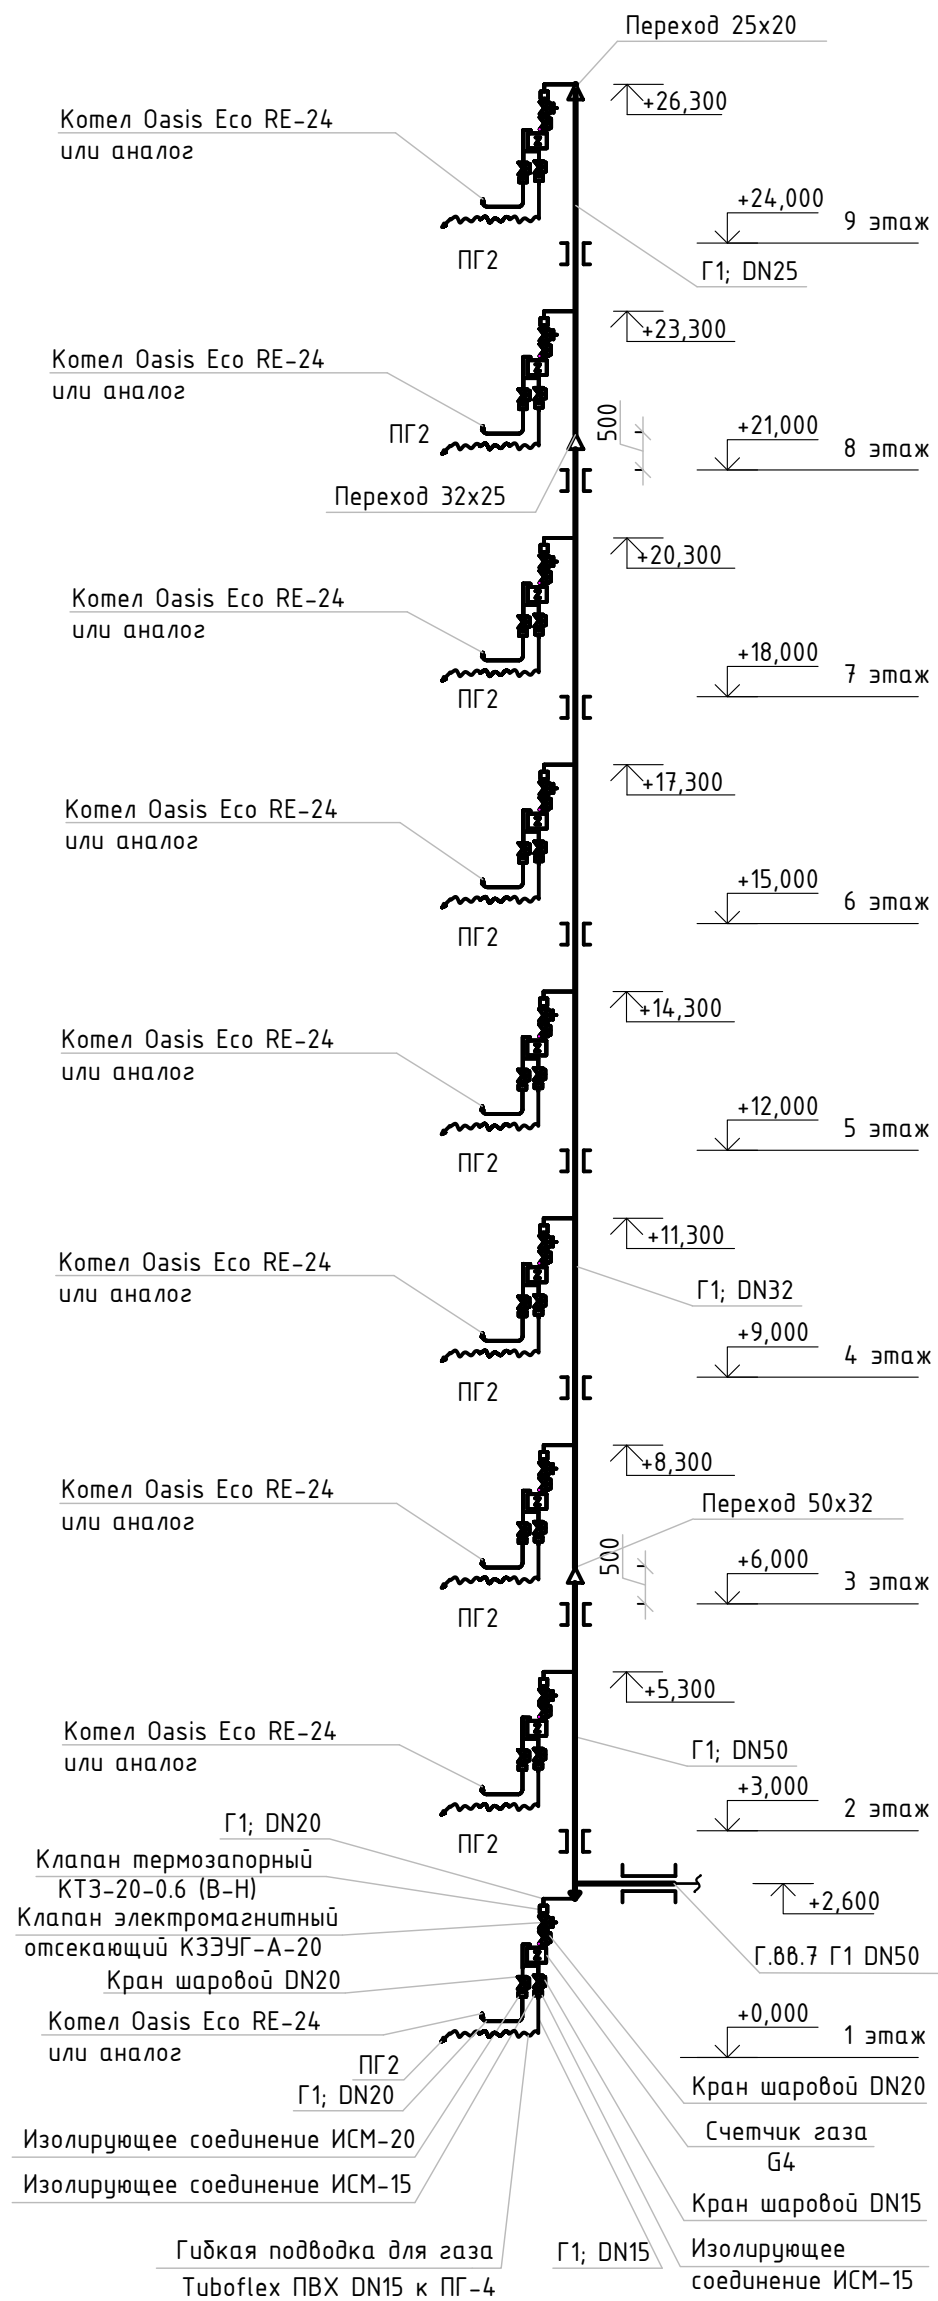 Переход 25х20
+26,300
Котел Oasis Eco RE-24
или аналог
+24,000
9 этаж
ПГ2
Г1; DN25
+23,300
Котел Oasis Eco RE-24
или аналог
ПГ2
500
+21,000
8 этаж
Переход 32х25
+20,300
Котел Oasis Eco RE-24
или аналог
+18,000
7 этаж
ПГ2
+17,300
Котел Oasis Eco RE-24
или аналог
+15,000
6 этаж
ПГ2
+14,300
Котел Oasis Eco RE-24
или аналог
+12,000
5 этаж
ПГ2
+11,300
Котел Oasis Eco RE-24
или аналог
Г1; DN32
+9,000
4 этаж
ПГ2
+8,300
Котел Oasis Eco RE-24
или аналог
Переход 50х32
500
+6,000
3 этаж
ПГ2
+5,300
Котел Oasis Eco RE-24
или аналог
Г1; DN50
+3,000
2 этаж
Г1; DN20
ПГ2
Клапан термозапорный
КТЗ-20-0.6 (В-Н)
+2,600
Клапан электромагнитный
отсекающий КЗЭУГ-А-20
Г.вв.7 Г1 DN50
Кран шаровой DN20
Котел Oasis Eco RE-24
или аналог
+0,000
1 этаж
ПГ2
Г1; DN20
Кран шаровой DN20
Изолирующее соединение ИСМ-20
Счетчик газа
G4
Изолирующее соединение ИСМ-15
Кран шаровой DN15
Гибкая подводка для газа
Tuboflex ПВХ DN15 к ПГ-4
Г1; DN15
Изолирующее
соединение ИСМ-15